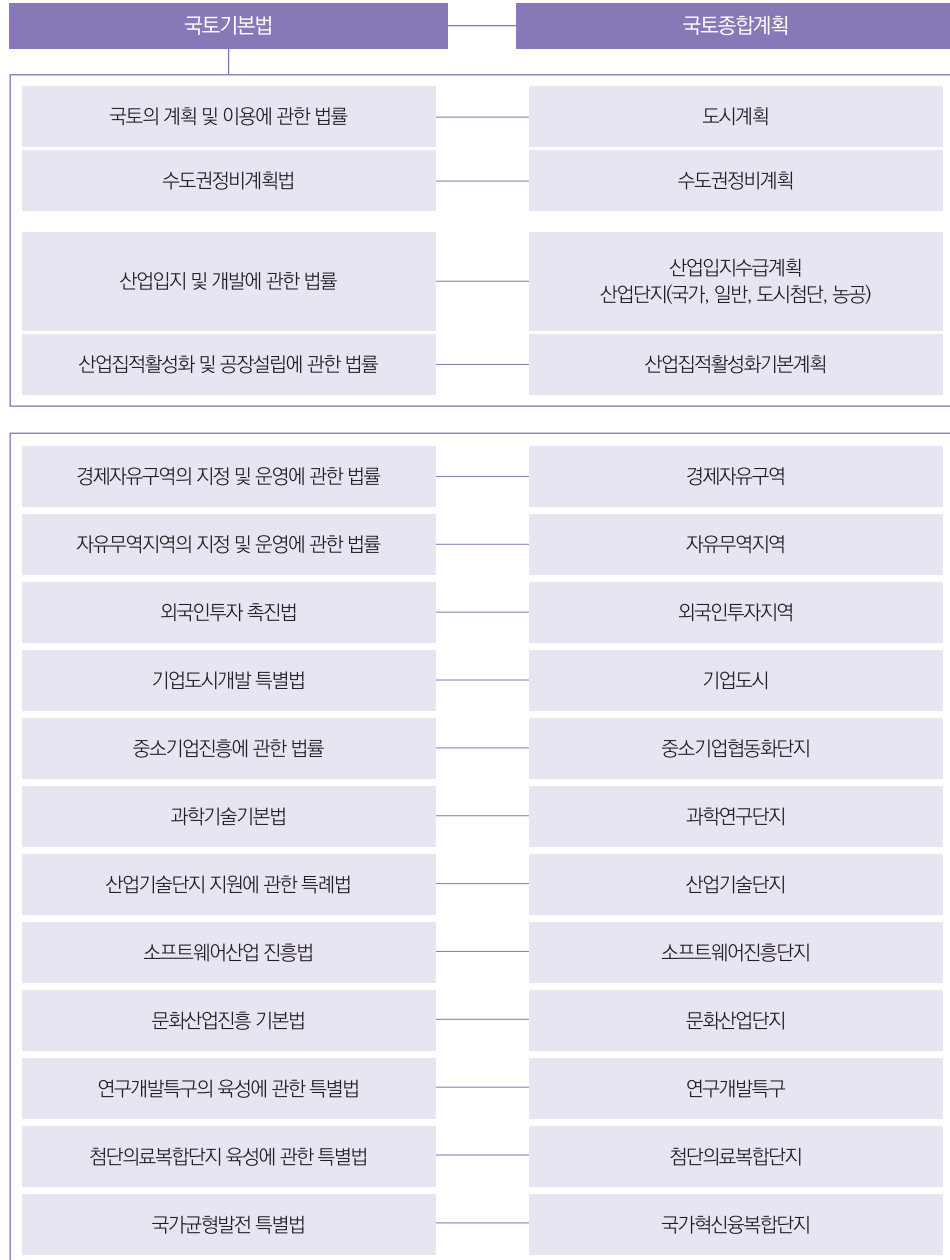 국토기본법
국토종합계획
국토의 계획 및 이용에 관한 법률
도시계획
수도권정비계획법
수도권정비계획
산업입지 및 개발에 관한 법률
산업입지수급계획
산업단지(국가, 일반, 도시첨단, 농공)
산업집적활성화 및 공장설립에 관한 법률
산업집적활성화기본계획
경제자유구역의 지정 및 운영에 관한 법률
경제자유구역
자유무역지역의 지정 및 운영에 관한 법률
자유무역지역
외국인투자 촉진법
외국인투자지역
기업도시개발 특별법
기업도시
중소기업진흥에 관한 법률
중소기업협동화단지
과학기술기본법
과학연구단지
산업기술단지 지원에 관한 특례법
산업기술단지
소프트웨어산업 진흥법
소프트웨어진흥단지
문화산업진흥 기본법
문화산업단지
연구개발특구의 육성에 관한 특별법
연구개발특구
첨단의료복합단지 육성에 관한 특별법
첨단의료복합단지
국가균형발전 특별법
국가혁신융복합단지